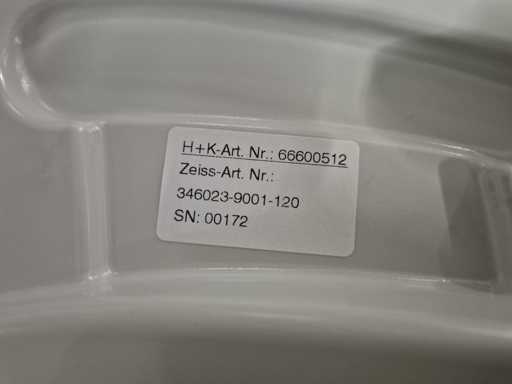 H+K-Art. Nr.: 66600512
Zeiss-Art. Nr.:
346023-9001-120
SN: 00172